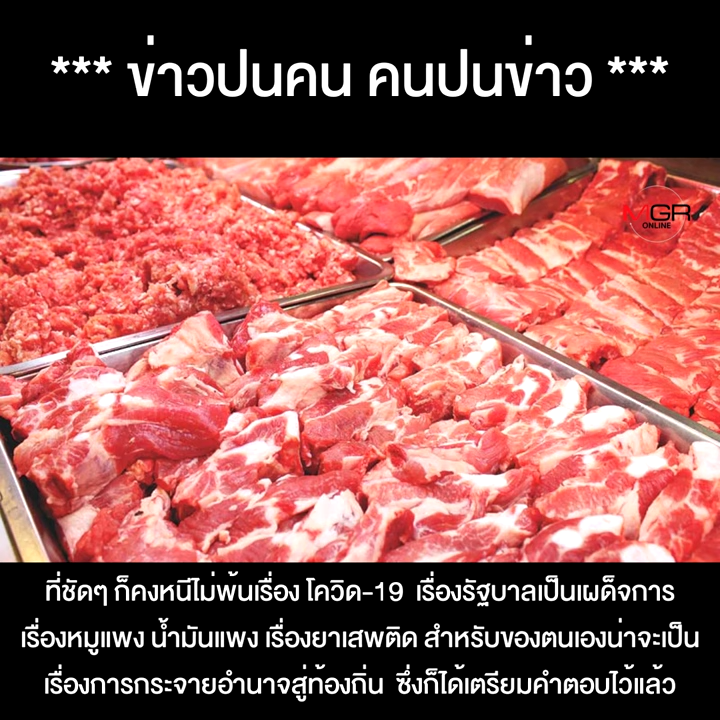 *** ข่าวปนคน คนปนข่าว ***
MGR
ONLINE
ที่ชัดๆ ก็คงหนีไม่พ้นเรื่อง โควิด-19 เรื่องรัฐบาลเป็นเผด็จการ
เรื่องหมูแพง น้ำมันแพง เรื่องยาเสพติด สำหรับของตนเองน่าจะเป็น
เรื่องการกระจายอำนาจสู่ท้องถิ่น ซึ่งก็ได้เตรียมคำตอบไว้แล้ว